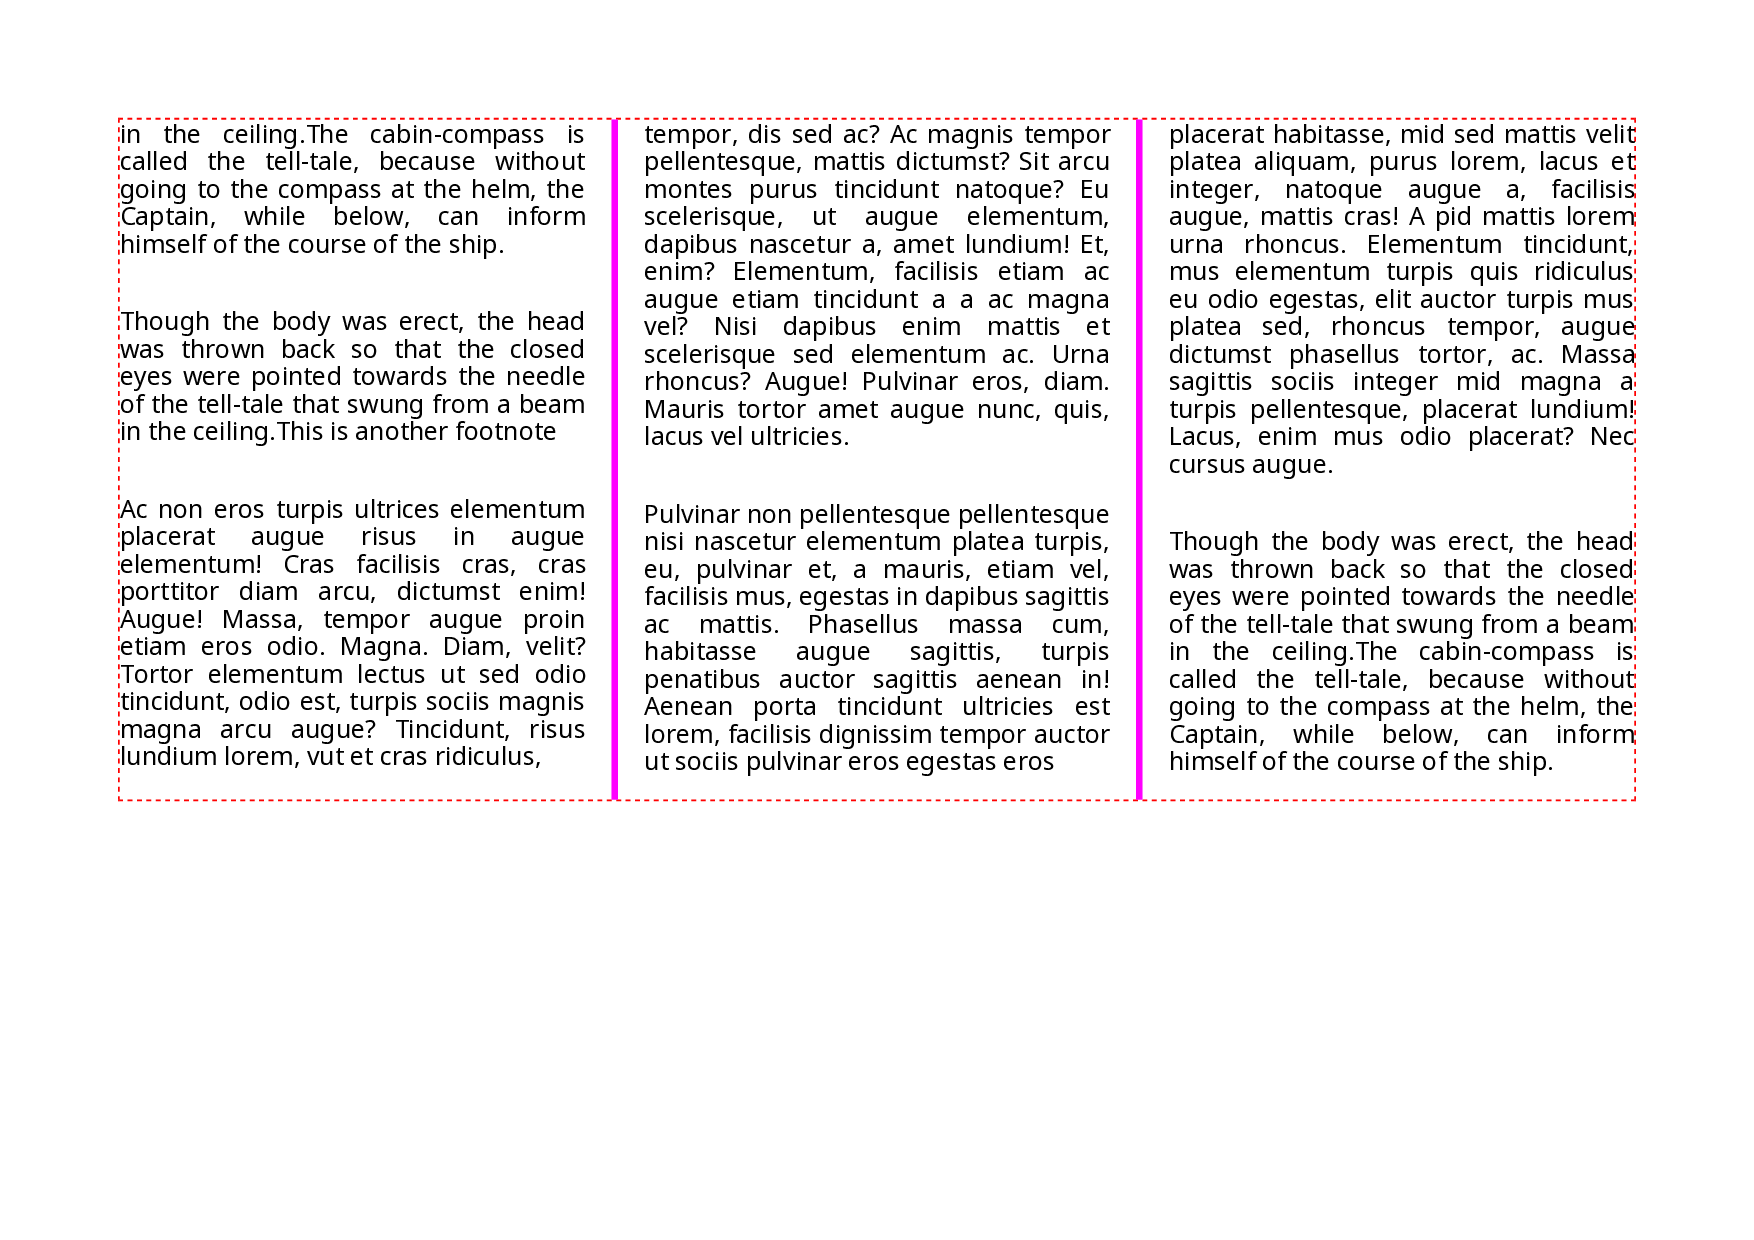 in the ceiling.The cabin-compass is
called the tell-tale, because without
going to the compass at the helm, the
Captain, while below, can inform
himself of the course of the ship.
Though the body was erect, the head
was thrown back so that the closed
eyes were pointed towards the needle
of the tell-tale that swung from a beam
in the ceiling.This is another footnote
Ac non eros turpis ultrices elementum
placerat augue risus in augue
elementum! Cras facilisis cras, cras
porttitor diam arcu, dictumst enim!
Augue! Massa, tempor augue proin
etiam eros odio. Magna. Diam, velit?
Tortor elementum lectus ut sed odio
tincidunt, odio est, turpis sociis magnis
magna arcu augue? Tincidunt, risus
lundium lorem, vut et cras ridiculus,
tempor, dis sed ac? Ac magnis tempor
pellentesque, mattis dictumst? Sit arcu
montes purus tincidunt natoque? Eu
scelerisque, ut augue elementum,
dapibus nascetur a, amet lundium! Et,
enim? Elementum, facilisis etiam ac
augue etiam tincidunt a a ac magna
vel? Nisi dapibus enim mattis et
scelerisque sed elementum ac. Urna
rhoncus? Augue! Pulvinar eros, diam.
Mauris tortor amet augue nunc, quis,
lacus vel ultricies.
Pulvinar non pellentesque pellentesque
nisi nascetur elementum platea turpis,
eu, pulvinar et, a mauris, etiam vel,
facilisis mus, egestas in dapibus sagittis
ac mattis. Phasellus massa cum,
habitasse augue sagittis, turpis
penatibus auctor sagittis aenean in!
Aenean porta tincidunt ultricies est
lorem, facilisis dignissim tempor auctor
ut sociis pulvinar eros egestas eros
placerat habitasse, mid sed mattis velit
platea aliquam, purus lorem, lacus et
integer, natoque augue a, facilisis
augue, mattis cras! A pid mattis lorem
urna rhoncus. Elementum tincidunt,
mus elementum turpis quis ridiculus
eu odio egestas, elit auctor turpis mus
platea sed, rhoncus tempor, augue
dictumst phasellus tortor, ac. Massa
sagittis sociis integer mid magna a
turpis pellentesque, placerat lundium!
Lacus, enim mus odio placerat? Nec
cursus augue.
Though the body was erect, the head
was thrown back so that the closed
eyes were pointed towards the needle
of the tell-tale that swung from a beam
in the ceiling.The cabin-compass is
called the tell-tale, because without
going to the compass at the helm, the
Captain, while below, can inform
himself of the course of the ship.